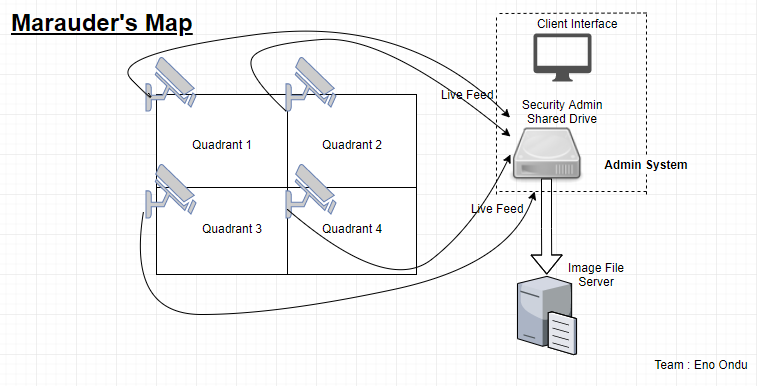 Marauder's Map
Client Interface
Live Feed
Security Admin
Shared Drive
Quadrant 1
Quadrant 2
Admin System
Live Feed
Quadrant 3
Quadrant 4
Image File
Server
Team : Eno Ondu